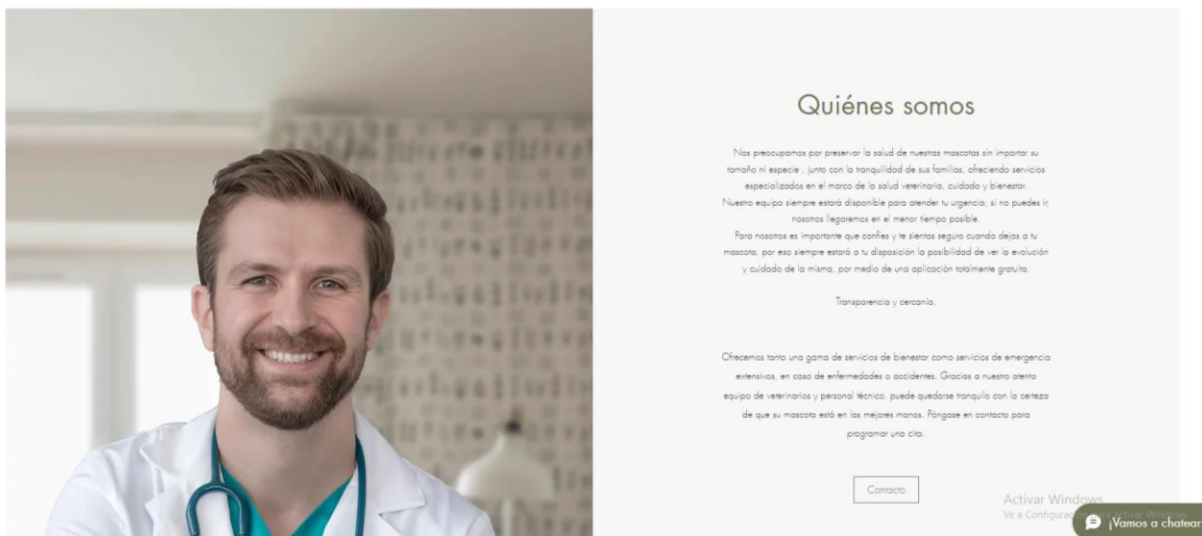 Quiénes somos
Nos preocupamos por preservar la salud de nuestras mascotas sin importar su
tamaño ni especie , junto con la tranquilidad de sus familias, ofreciendo servicios
especializados en el marco de la salud veterinaria, cuidado y bienestar.
Nuestro equipo siempre estará disponible para atender tu urgencia, si no puedes ir,
nosotros llegaremos en el menor tiempo posible.
Para nosotros es importante que confíes y te sientas seguro cuando dejas a tu
mascota, por eso siempre estará a tu disposición la posibilidad de ver la evolución
y cuidado de la misma, por medio de una aplicación totalmente gratuita.
Transparencia y cercanía.
Ofrecemos tanto una gama de servicios de bienestar como servicios de emergencia
extensivos, en caso de enfermedades o accidentes. Gracias a nuestro atento
equipo de veterinarios y personal técnico, puede quedarse tranquilo con la certeza
de que su mascota está en las mejores manos. Póngase en contacto para
programar una cita.
Contacto
Activar Windows
Ve a Configuración para activar Windows.
¡Vamos a chatear